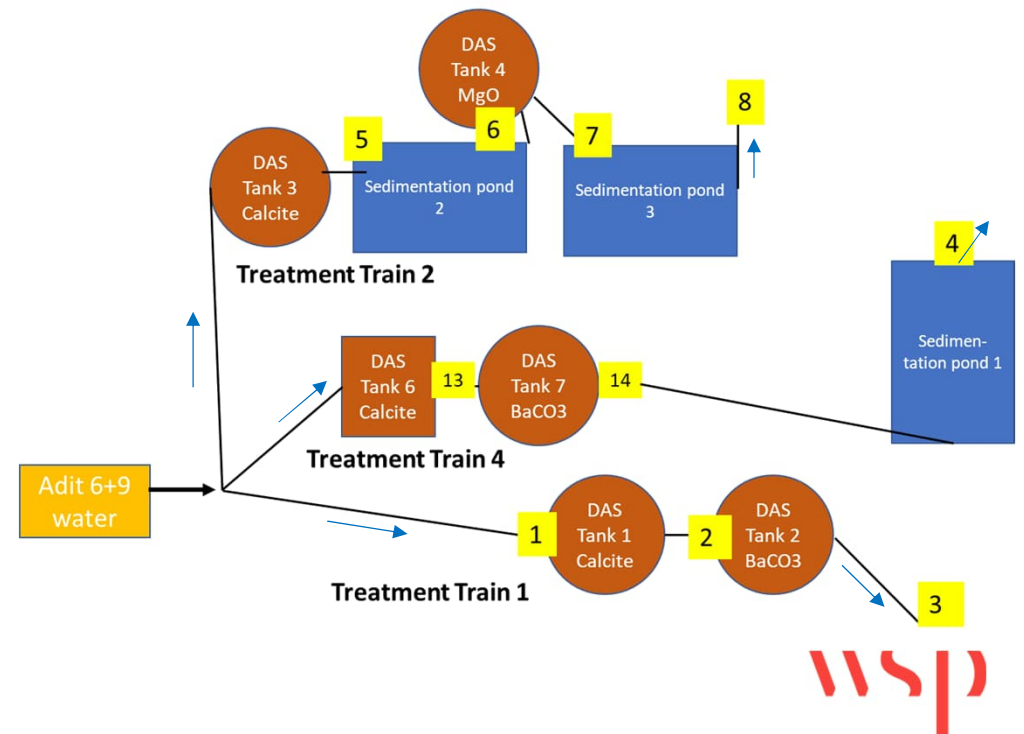 DAS
Tank 4
MgO
8
5
6
7
DAS
Tank 3
Calcite
Sedimentation pond
2
Sedimentation pond
3
Treatment Train 2
4
Sedimen-
tation pond 1
DAS
Tank 6
Calcite
13
DAS
Tank 7
BaCO3
14
Treatment Train 4
Adit 6+9
water
1
DAS
Tank 1
Calcite
2
DAS
Tank 2
BaCO3
Treatment Train 1
3
wsp